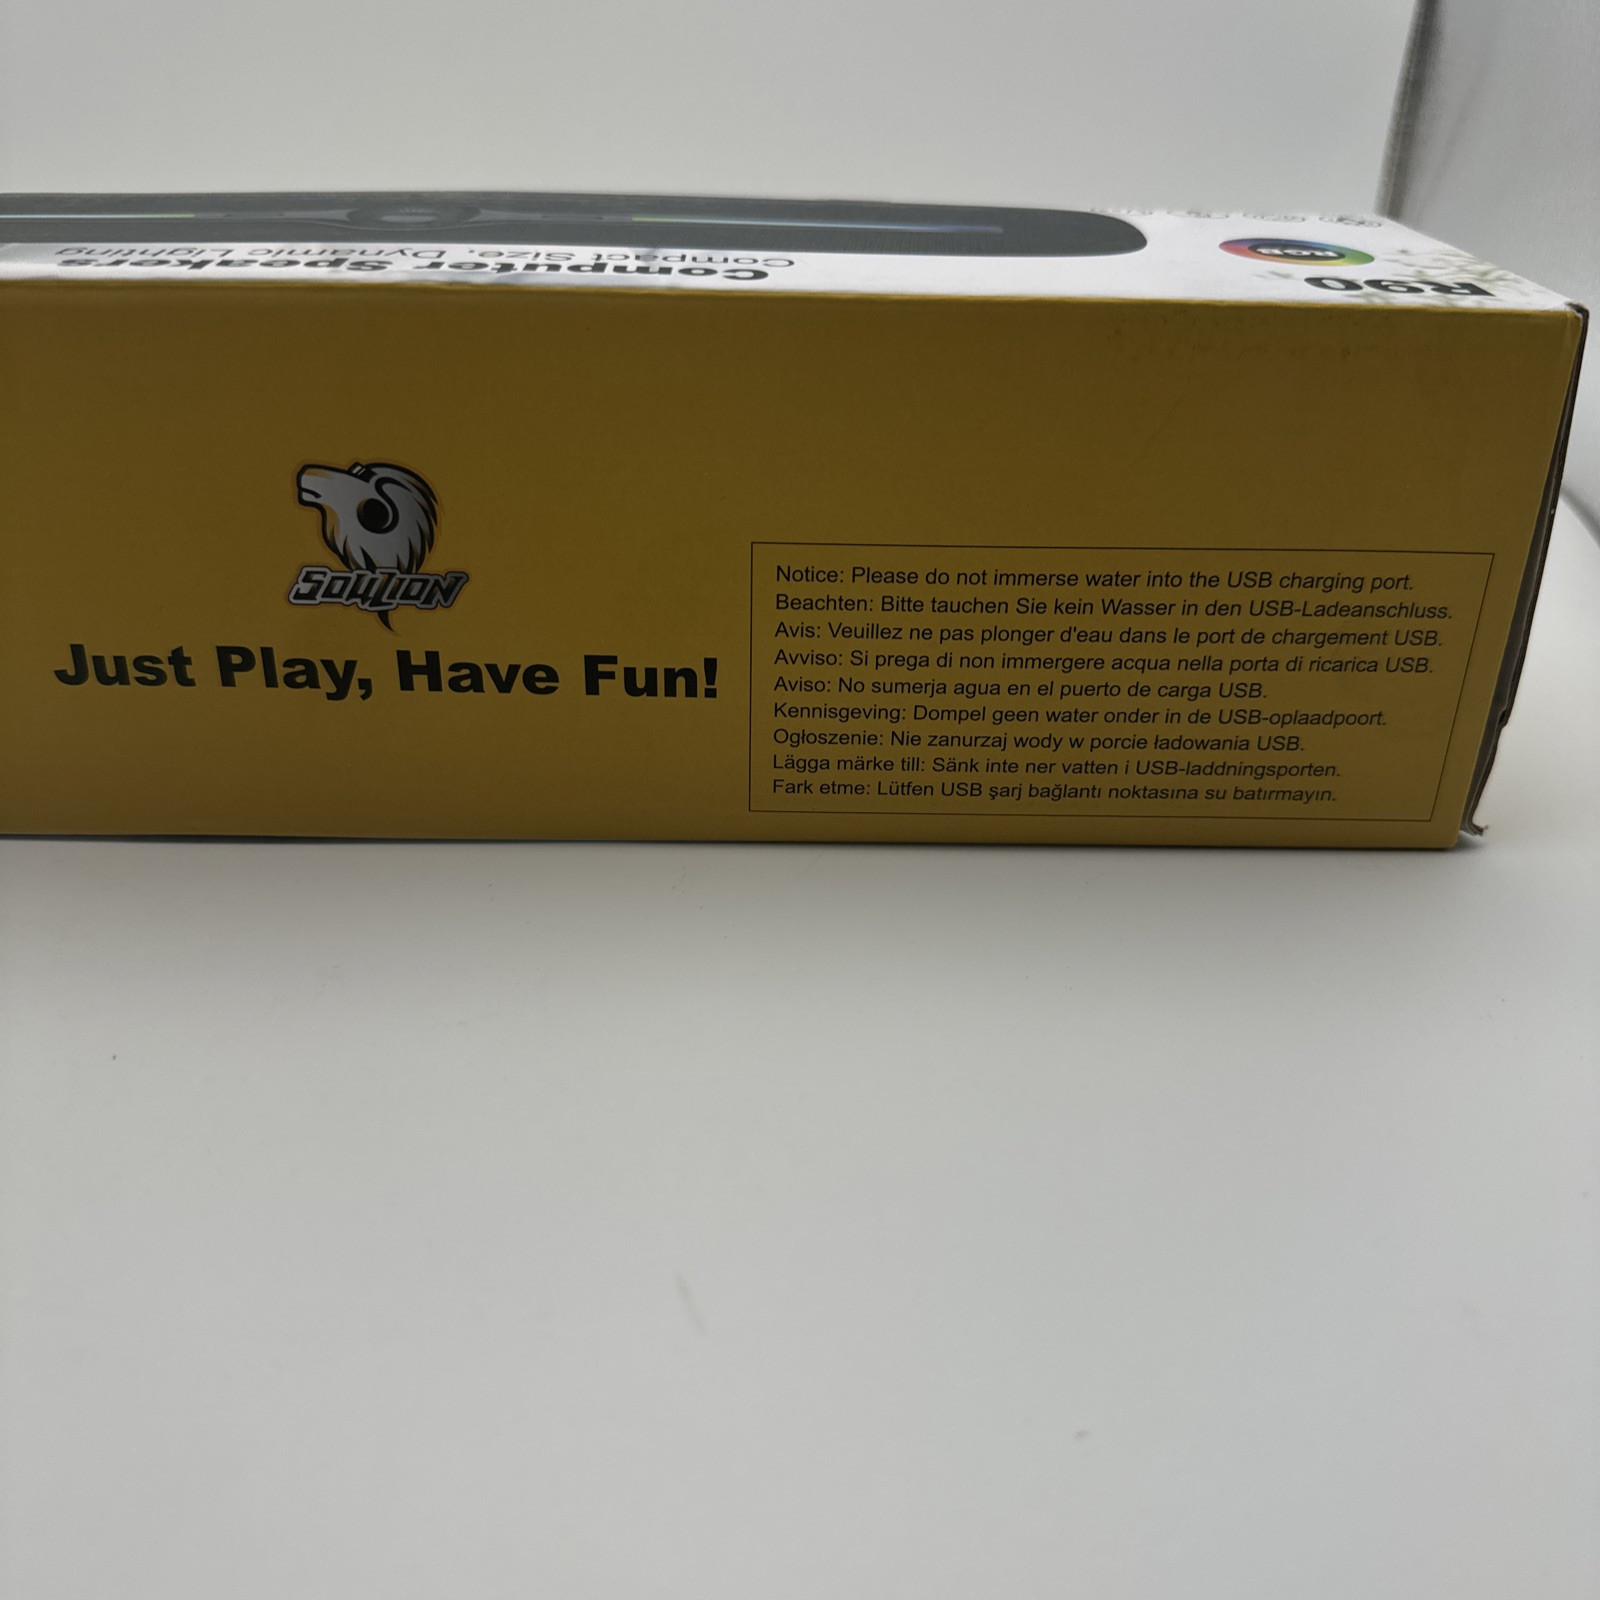 R90
RGB
Computer Speakers
Compact Size, Dynamic Lighting
SOULION
Just Play, Have Fun!
Notice: Please do not immerse water into the USB charging port.
Beachten: Bitte tauchen Sie kein Wasser in den USB-Ladeanschluss.
Avis: Veuillez ne pas plonger d'eau dans le port de chargement USB.
Avviso: Si prega di non immergere acqua nella porta di ricarica USB.
Aviso: No sumerja agua en el puerto de carga USB.
Kennisgeving: Dompel geen water onder in de USB-oplaadpoort.
Ogłoszenie: Nie zanurzaj wody w porcie ładowania USB.
Lägga märke till: Sänk inte ner vatten i USB-laddningsporten.
Fark etme: Lütfen USB şarj bağlantı noktasına su batırmayın.